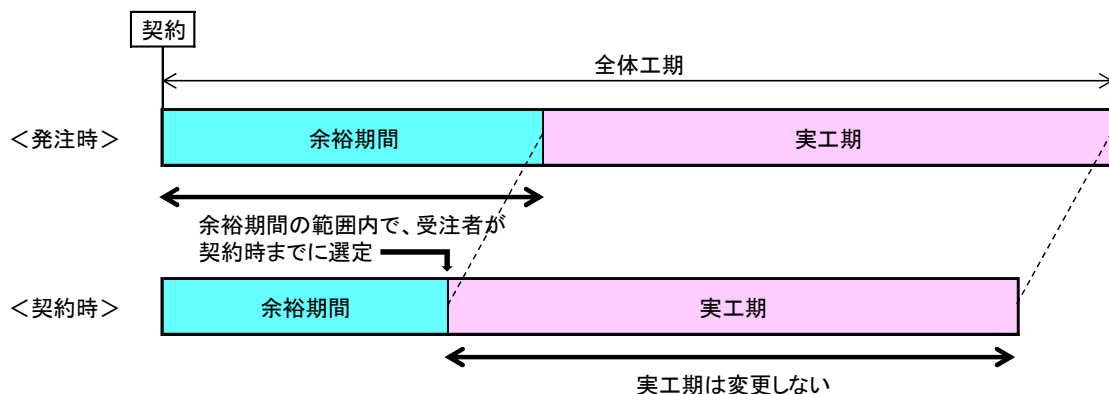 契約
全体工期
＜発注時＞
余裕期間
実工期
余裕期間の範囲内で、受注者が
契約時までに選定
＜契約時＞
余裕期間
実工期
実工期は変更しない